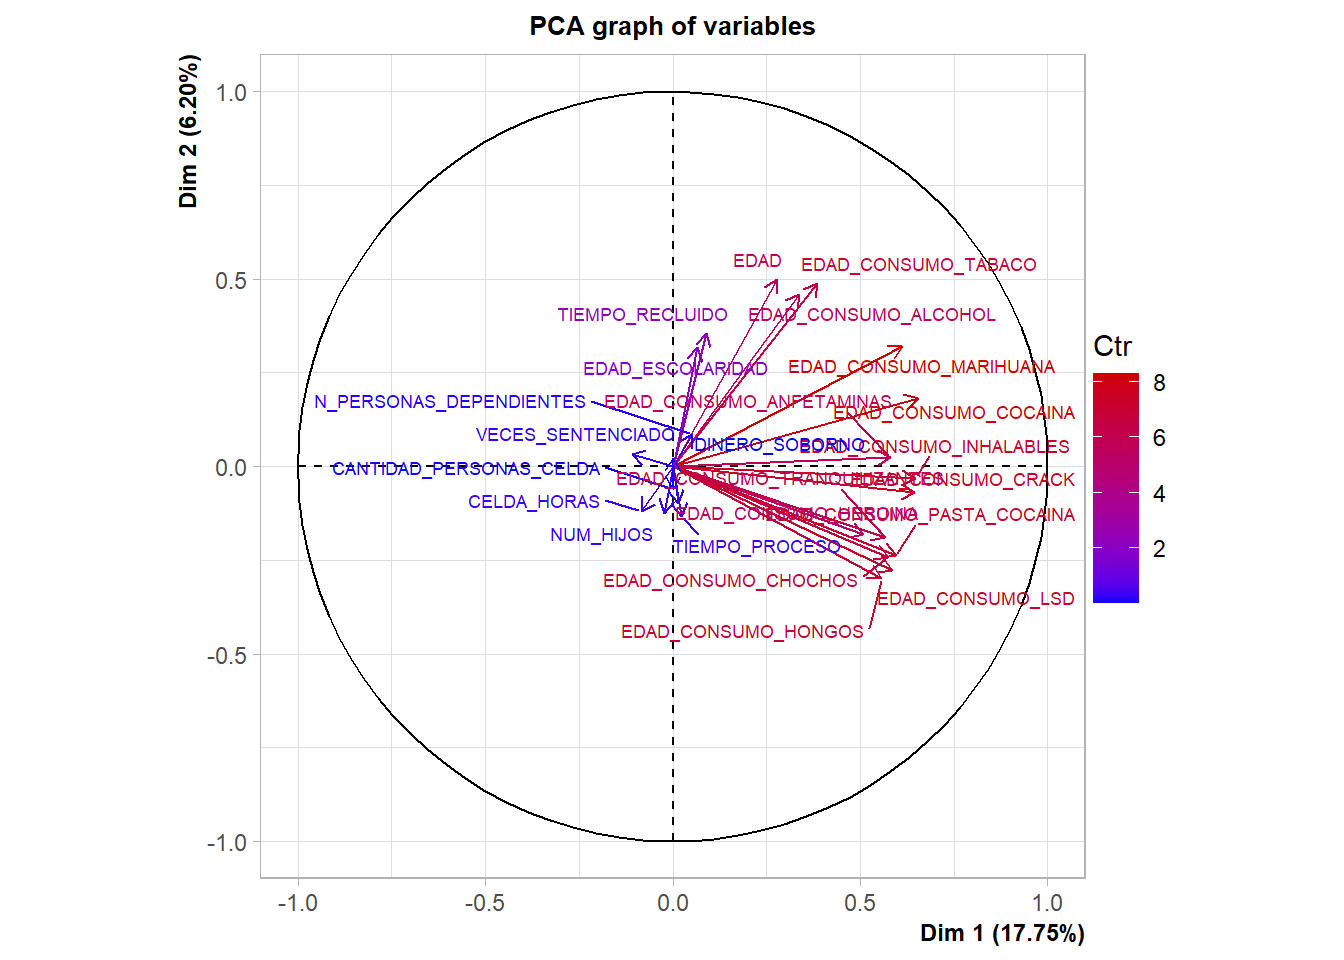 PCA graph of variables
Dim 2 (6.20%)
1.0
0.5
0.0
-0.5
-1.0
EDAD
EDAD_CONSUMO_TABACO
TIEMPO_RECLUIDO
EDAD_CONSUMO_ALCOHOL
EDAD_ESCOLARIDAD
EDAD_CONSUMO_MARIHUANA
N_PERSONAS_DEPENDIENTES
EDAD_CONSUMO_ANFETAMINAS
EDAD_CONSUMO_COCAINA
VECES_SENTENCIADO
DINERO_SOBORNO
EDAD_CONSUMO_INHALABLES
CANTIDAD_PERSONAS_CELDA
EDAD_CONSUMO_TRANQUILIZANTES
EDAD_CONSUMO_CRACK
CELDA_HORAS
EDAD_CONSUMO_HEROINA
EDAD_CONSUMO_PASTA_COCAINA
NUM_HIJOS
TIEMPO_PROCESO
EDAD_CONSUMO_CHOCHOS
EDAD_CONSUMO_LSD
EDAD_CONSUMO_HONGOS
Ctr
8
6
4
2
-1.0
-0.5
0.0
0.5
1.0
Dim 1 (17.75%)